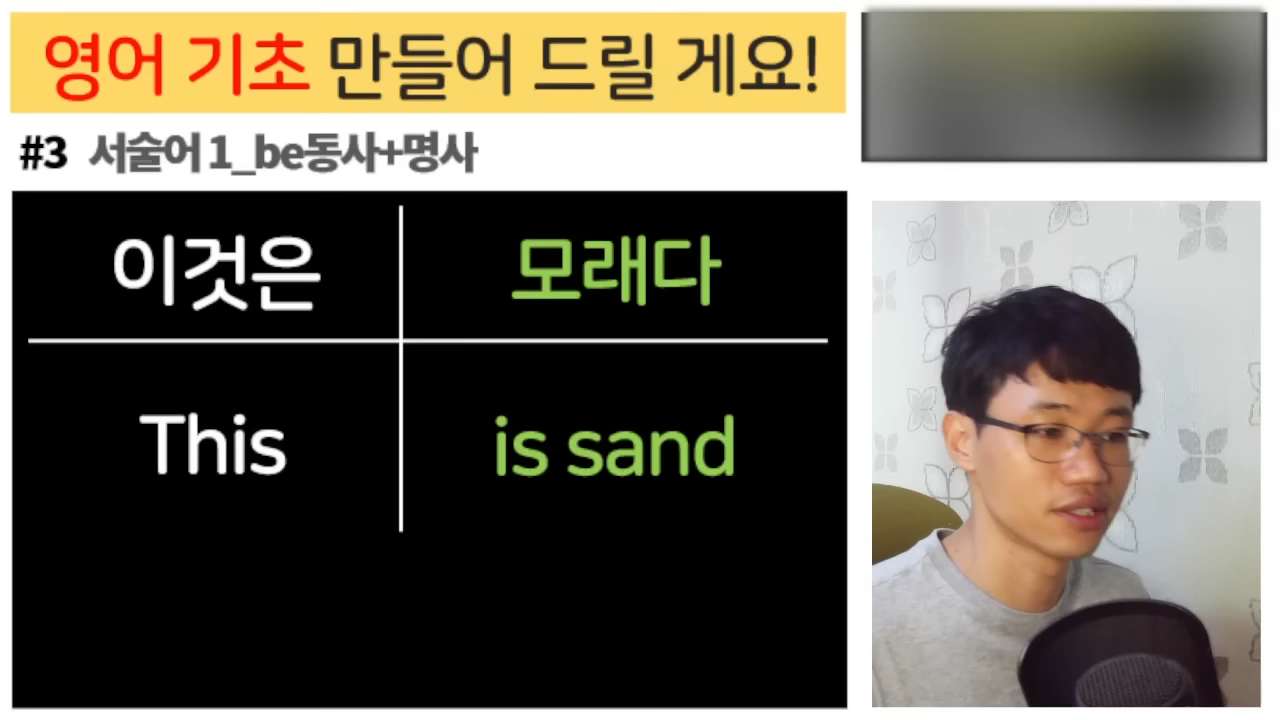 영어 기초 만들어 드릴 게요!
#3 서술어 1_be동사+명사
이것은 모래다
This is sand